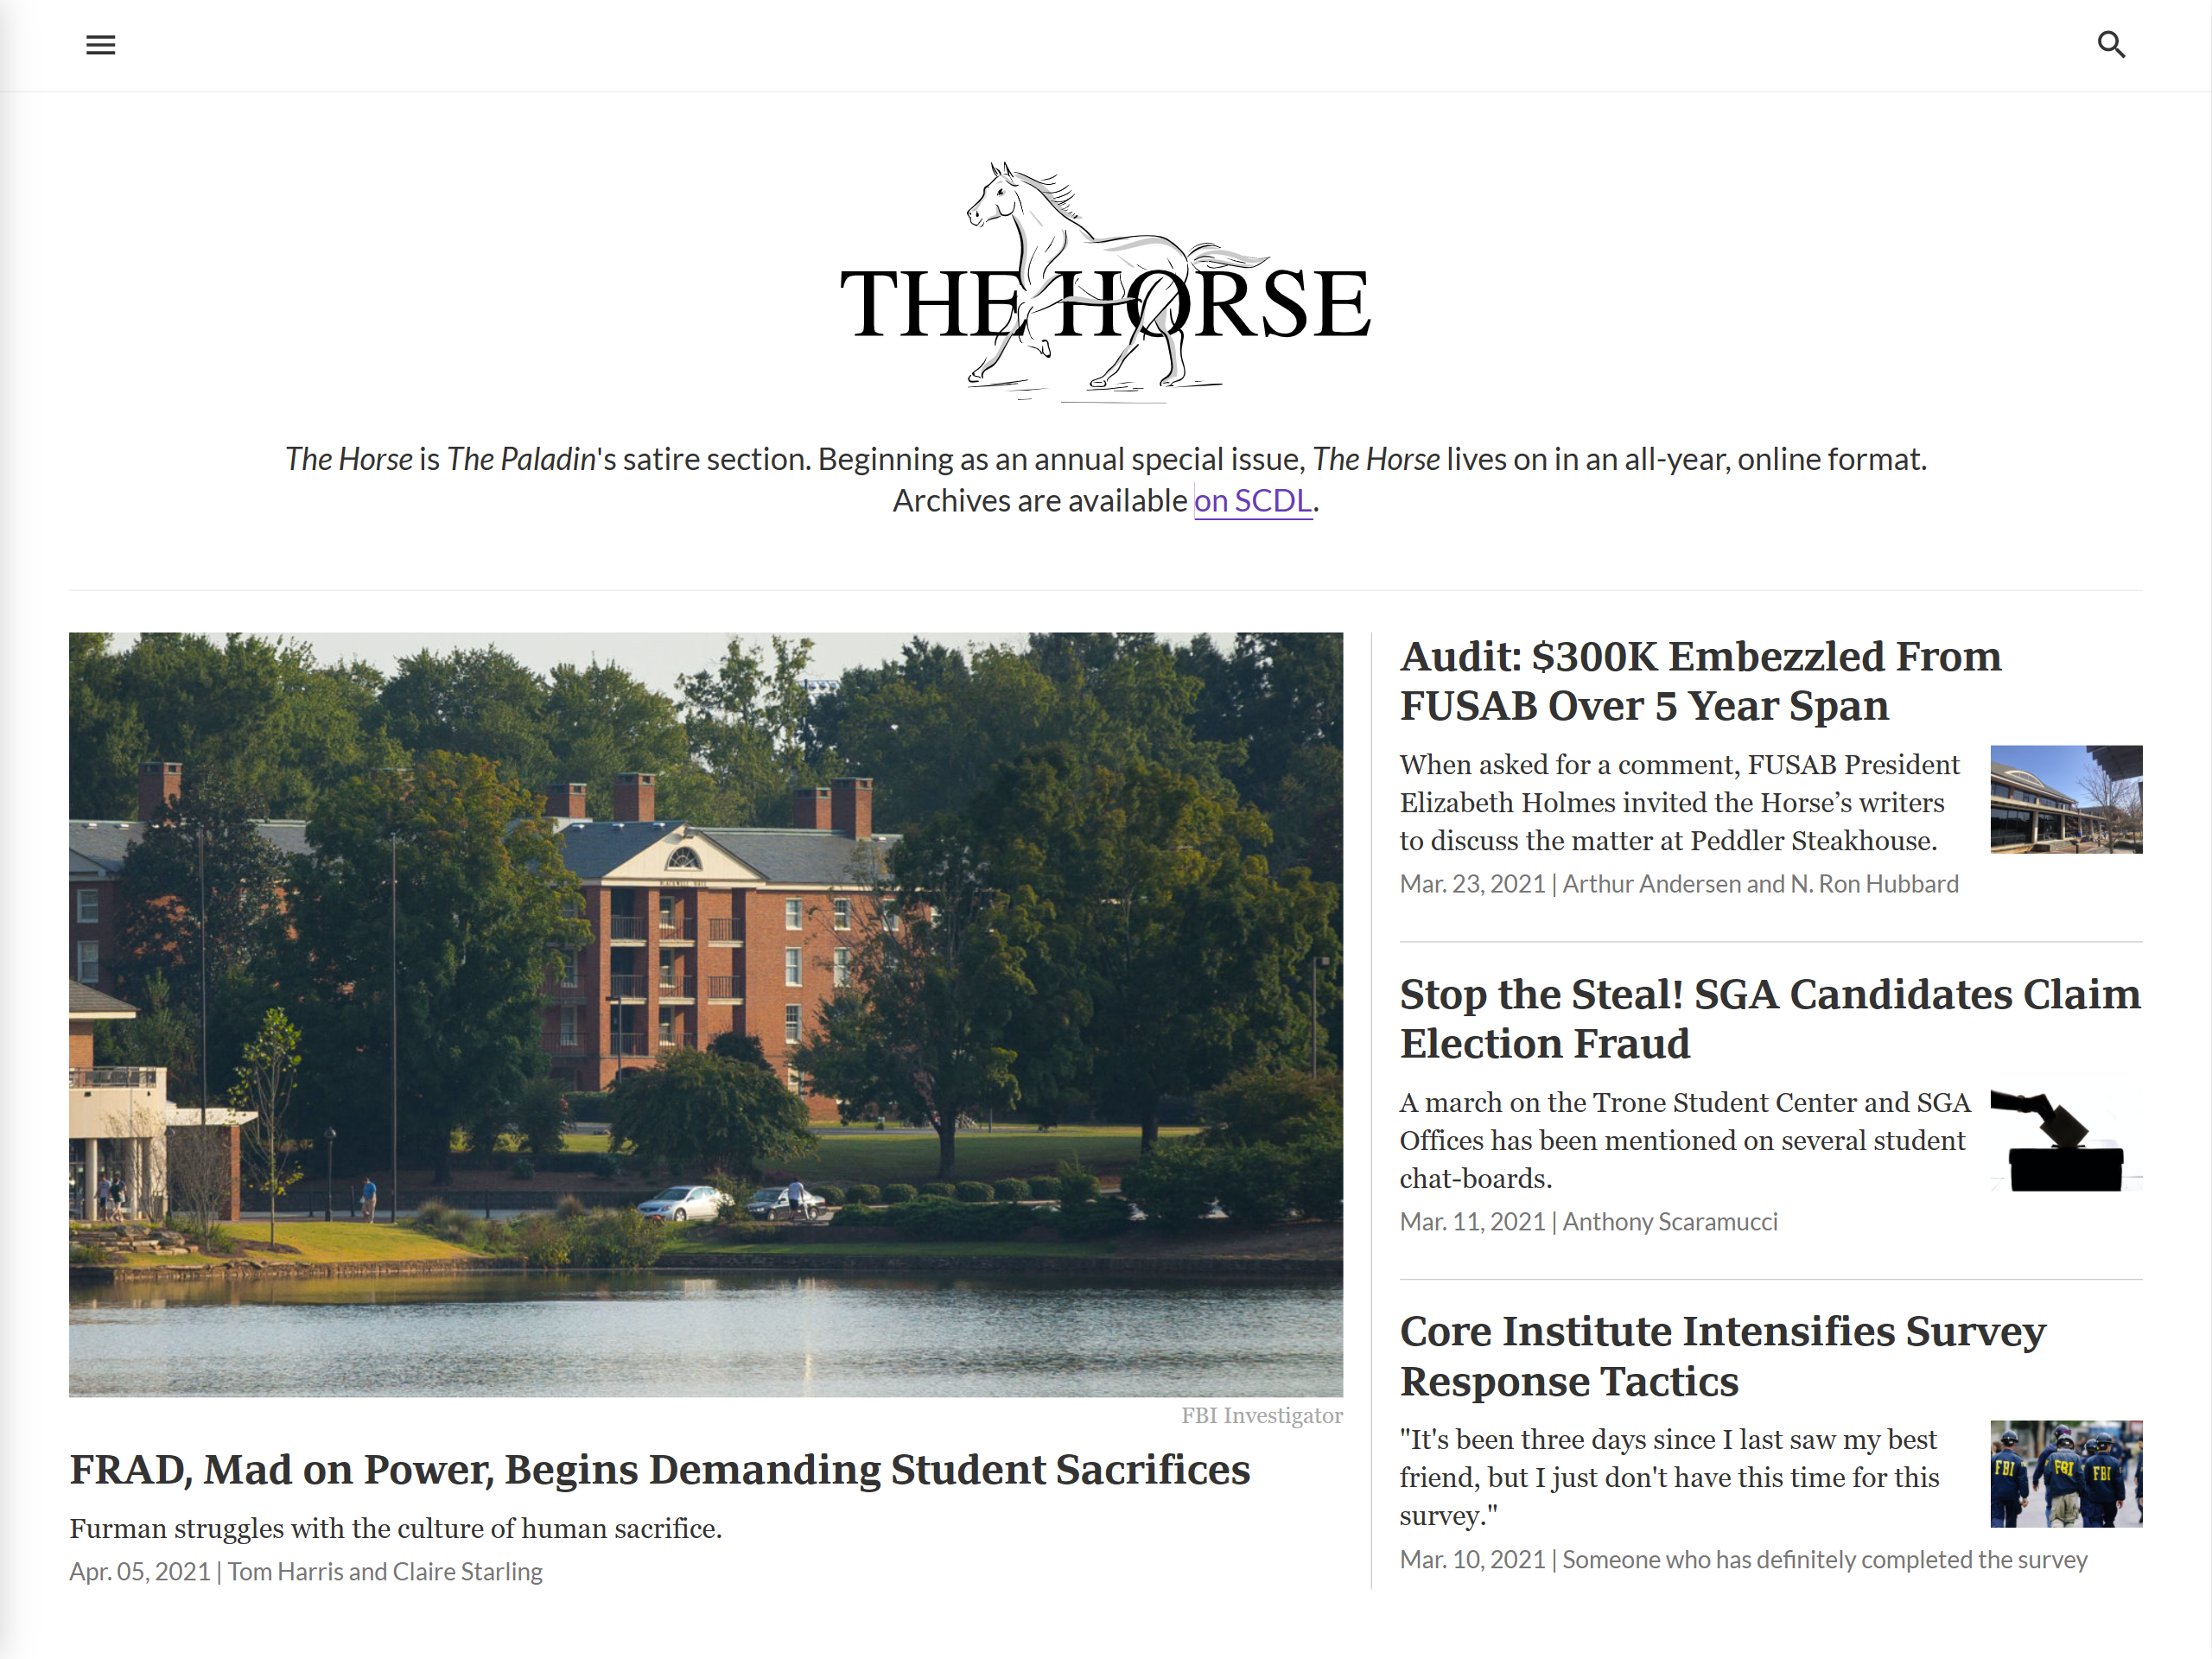 THE HORSE
The Horse is The Paladin's satire section. Beginning as an annual special issue, The Horse lives on in an all-year, online format.
Archives are available on SCDL.
FBI Investigator
FRAD, Mad on Power, Begins Demanding Student Sacrifices
Furman struggles with the culture of human sacrifice.
Apr. 05, 2021 | Tom Harris and Claire Starling
Audit: $300K Embezzled From
FUSAB Over 5 Year Span
When asked for a comment, FUSAB President
Elizabeth Holmes invited the Horse’s writers
to discuss the matter at Peddler Steakhouse.
Mar. 23, 2021 | Arthur Andersen and N. Ron Hubbard
Stop the Steal! SGA Candidates Claim
Election Fraud
A march on the Trone Student Center and SGA
Offices has been mentioned on several student
chat-boards.
Mar. 11, 2021 | Anthony Scaramucci
Core Institute Intensifies Survey
Response Tactics
"It's been three days since I last saw my best
friend, but I just don't have this time for this
survey."
FBI
FBI
FBI
Mar. 10, 2021 | Someone who has definitely completed the survey